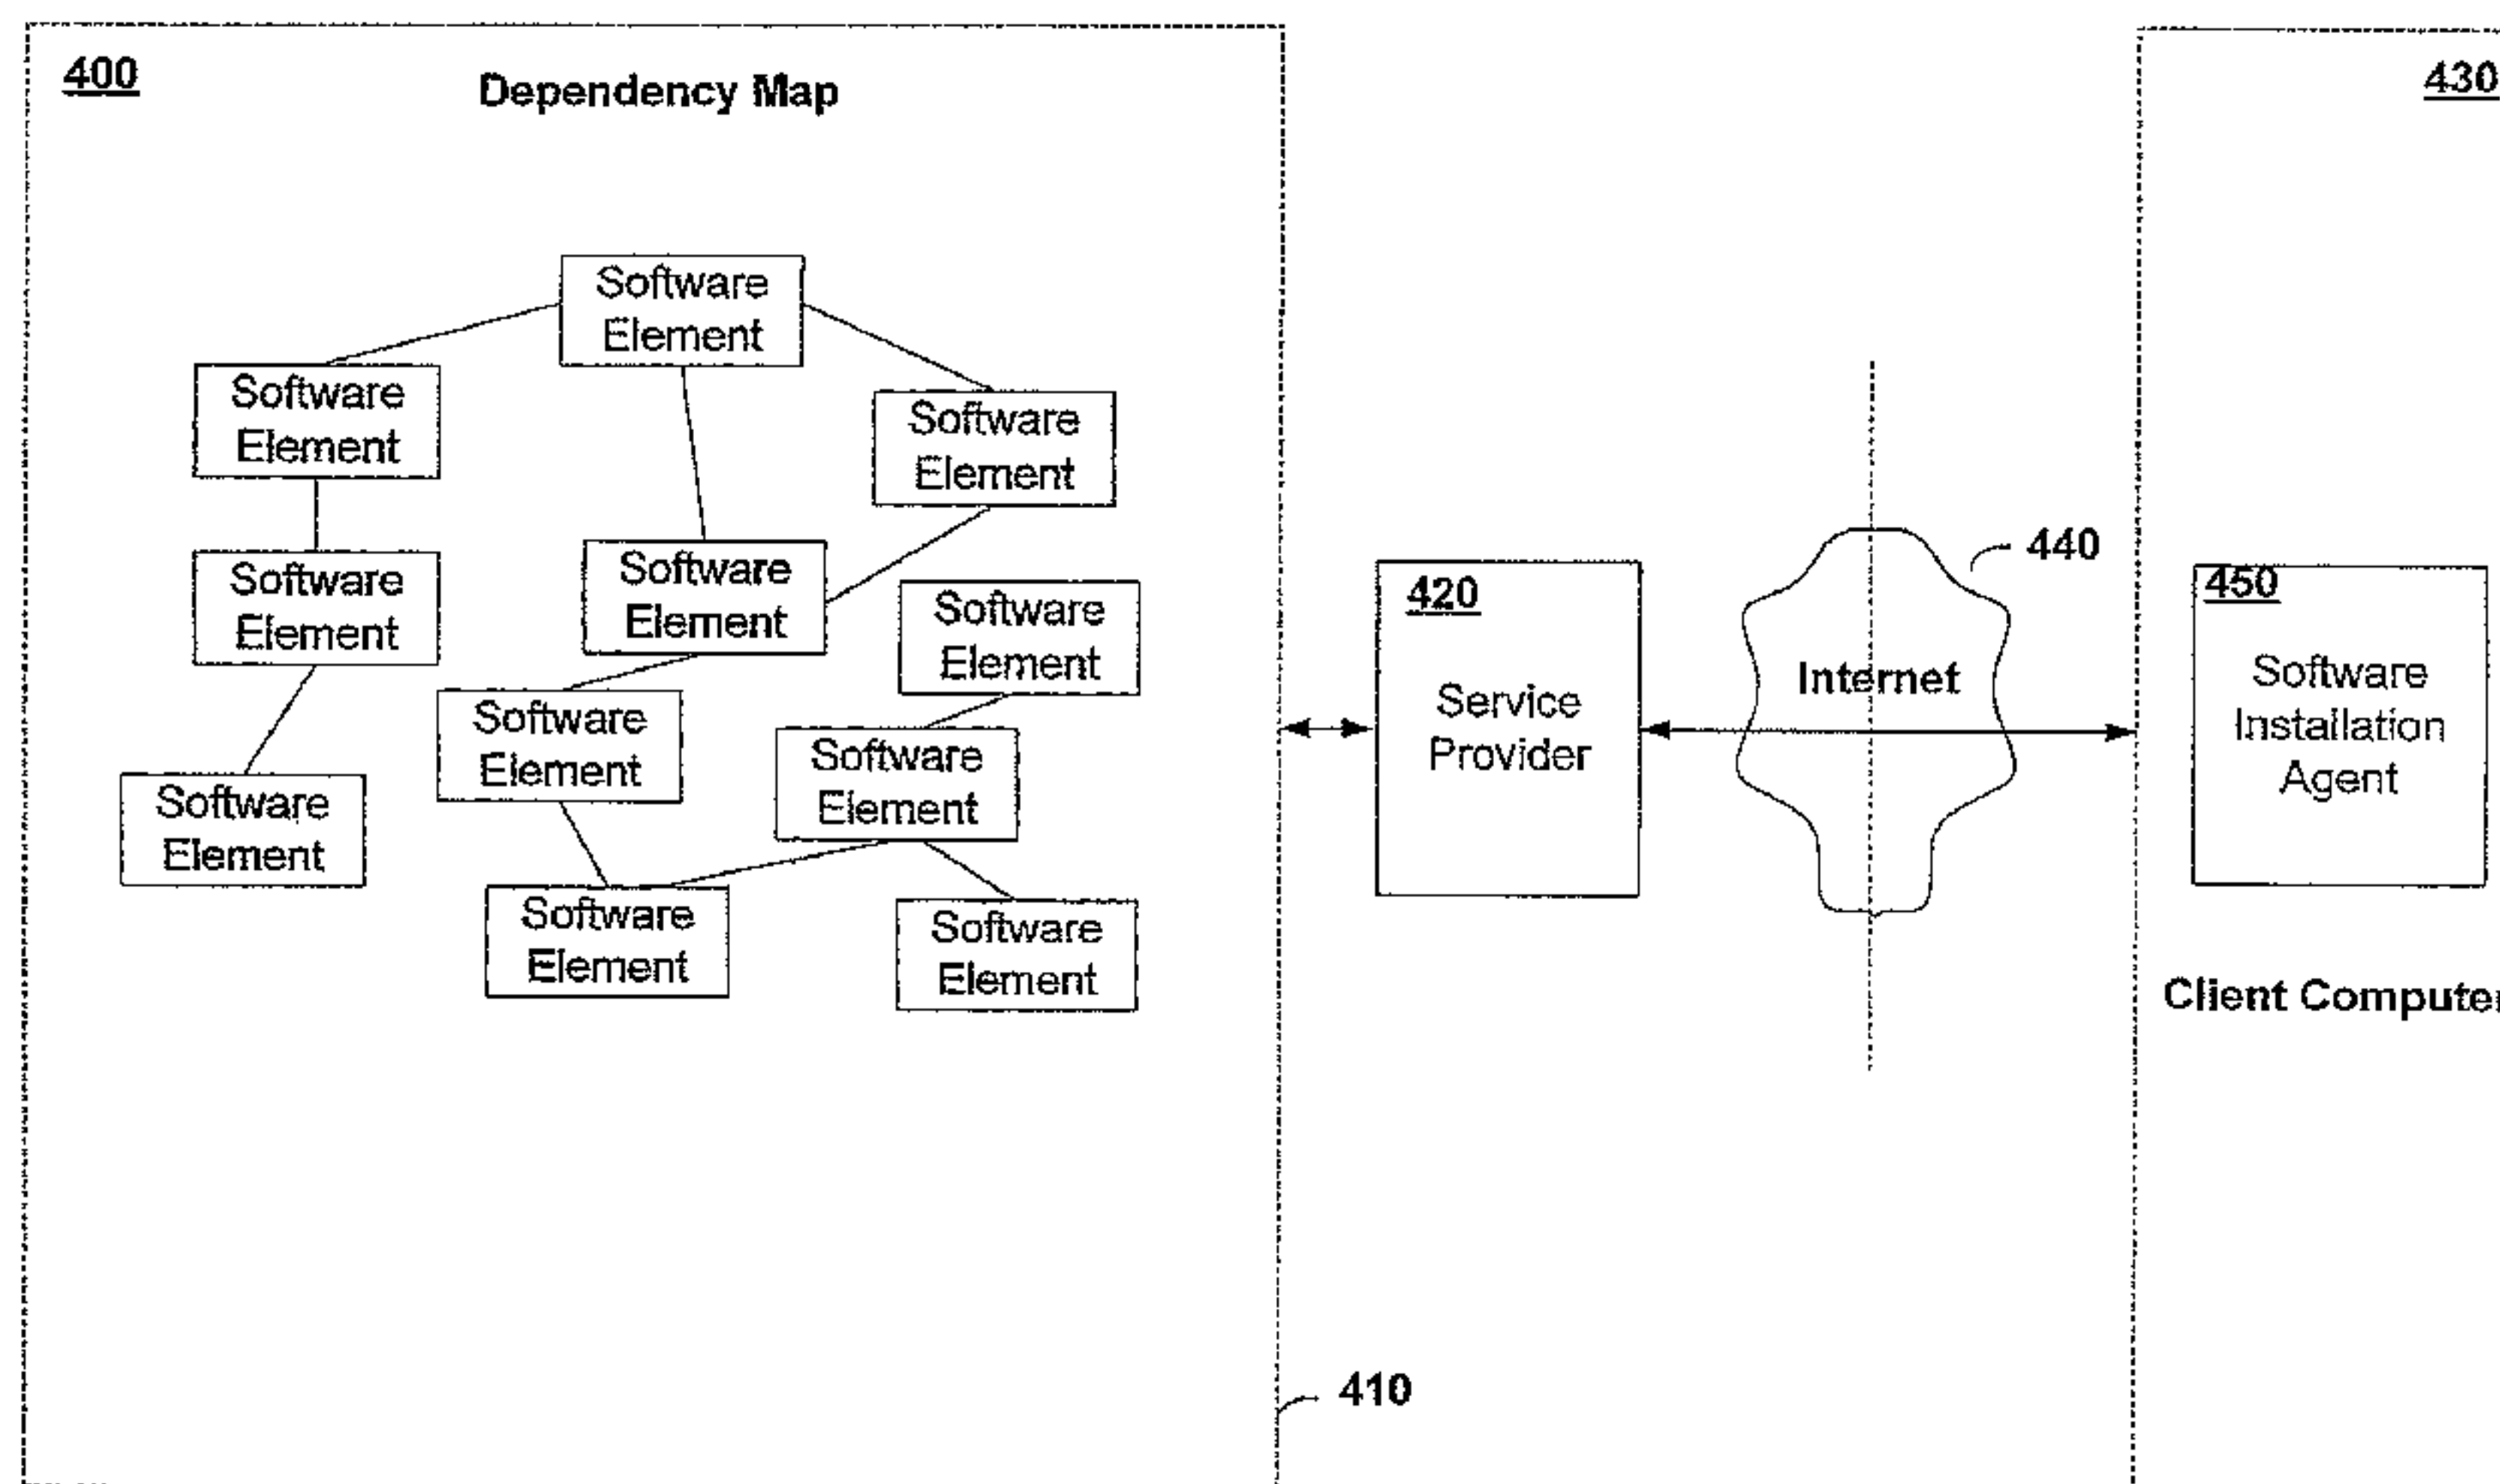 400
Dependency Map
430
Software
Element
Software
Element
Software
Element
Software
Element
Software
Element
Software
Element
Software
Element
Software
Element
Software
Element
Software
Element
Software
Element
420
Service
Provider
440
Internet
450
Software
Installation
Agent
Client Computer
410